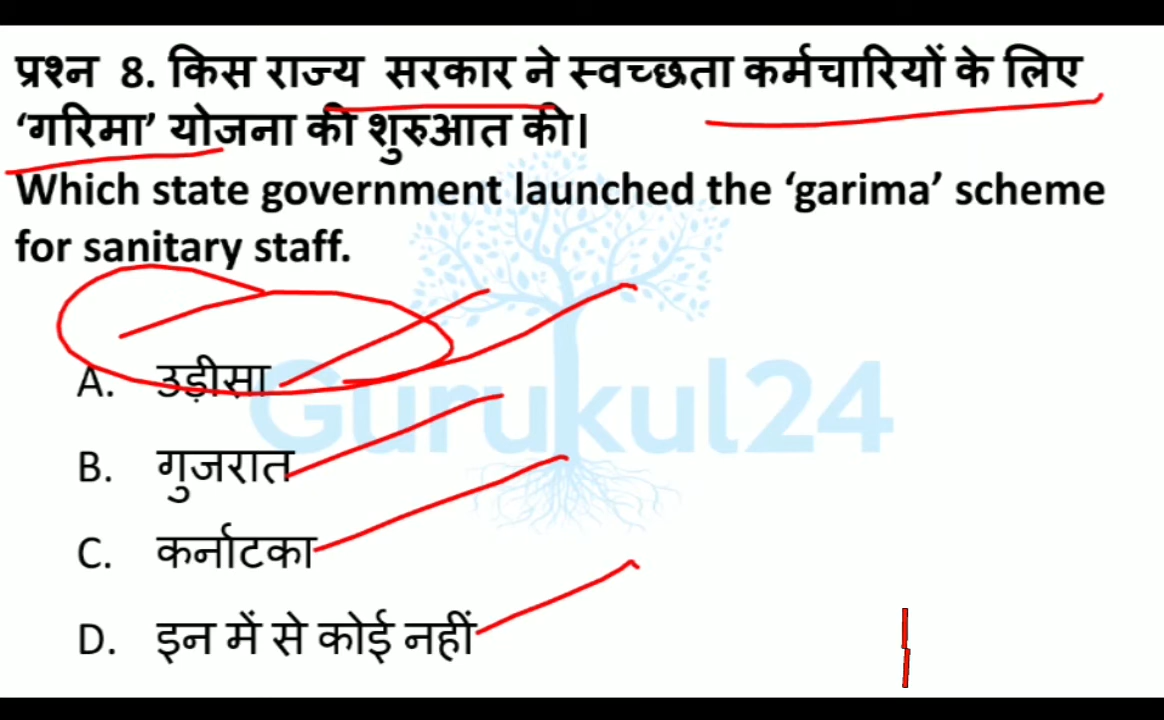 प्रश्न 8. किस राज्य सरकार ने स्वच्छता कर्मचारियों के लिए
‘गरिमा’ योजना की शुरुआत की।
Which state government launched the ‘garima’ scheme
for sanitary staff.
A. उड़ीसा
B. गुजरात
C. कर्नाटका
D. इन में से कोई नहीं
Gurukul24